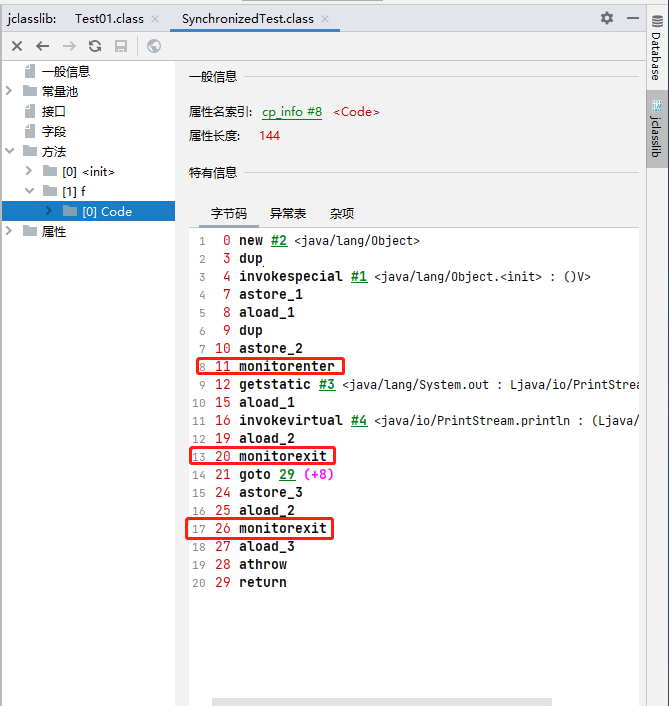 jclasslib: Test01.class × SynchronizedTest.class ×
一般信息
常量池
接口
字段
方法
[0] <init>
[1] f
[0] Code
属性
一般信息
属性名索引: cp_info #8 <Code>
属性长度: 144
特有信息
字节码 异常表 杂项
1 0 new #2 <java/lang/Object>
2 3 dup
3 4 invokespecial #1 <java/lang/Object.<init> : ()V>
4 7 astore_1
5 8 aload_1
6 9 dup
7 10 astore_2
8 11 monitorenter
9 12 getstatic #3 <java/lang/System.out : Ljava/io/PrintStrea
10 15 aload_1
11 16 invokevirtual #4 <java/io/PrintStream.println : (Ljava/
12 19 aload_2
13 20 monitorexit
14 21 goto 29 (+8)
15 24 astore_3
16 25 aload_2
17 26 monitorexit
18 27 aload_3
19 28 athrow
20 29 return
Database
jclasslib